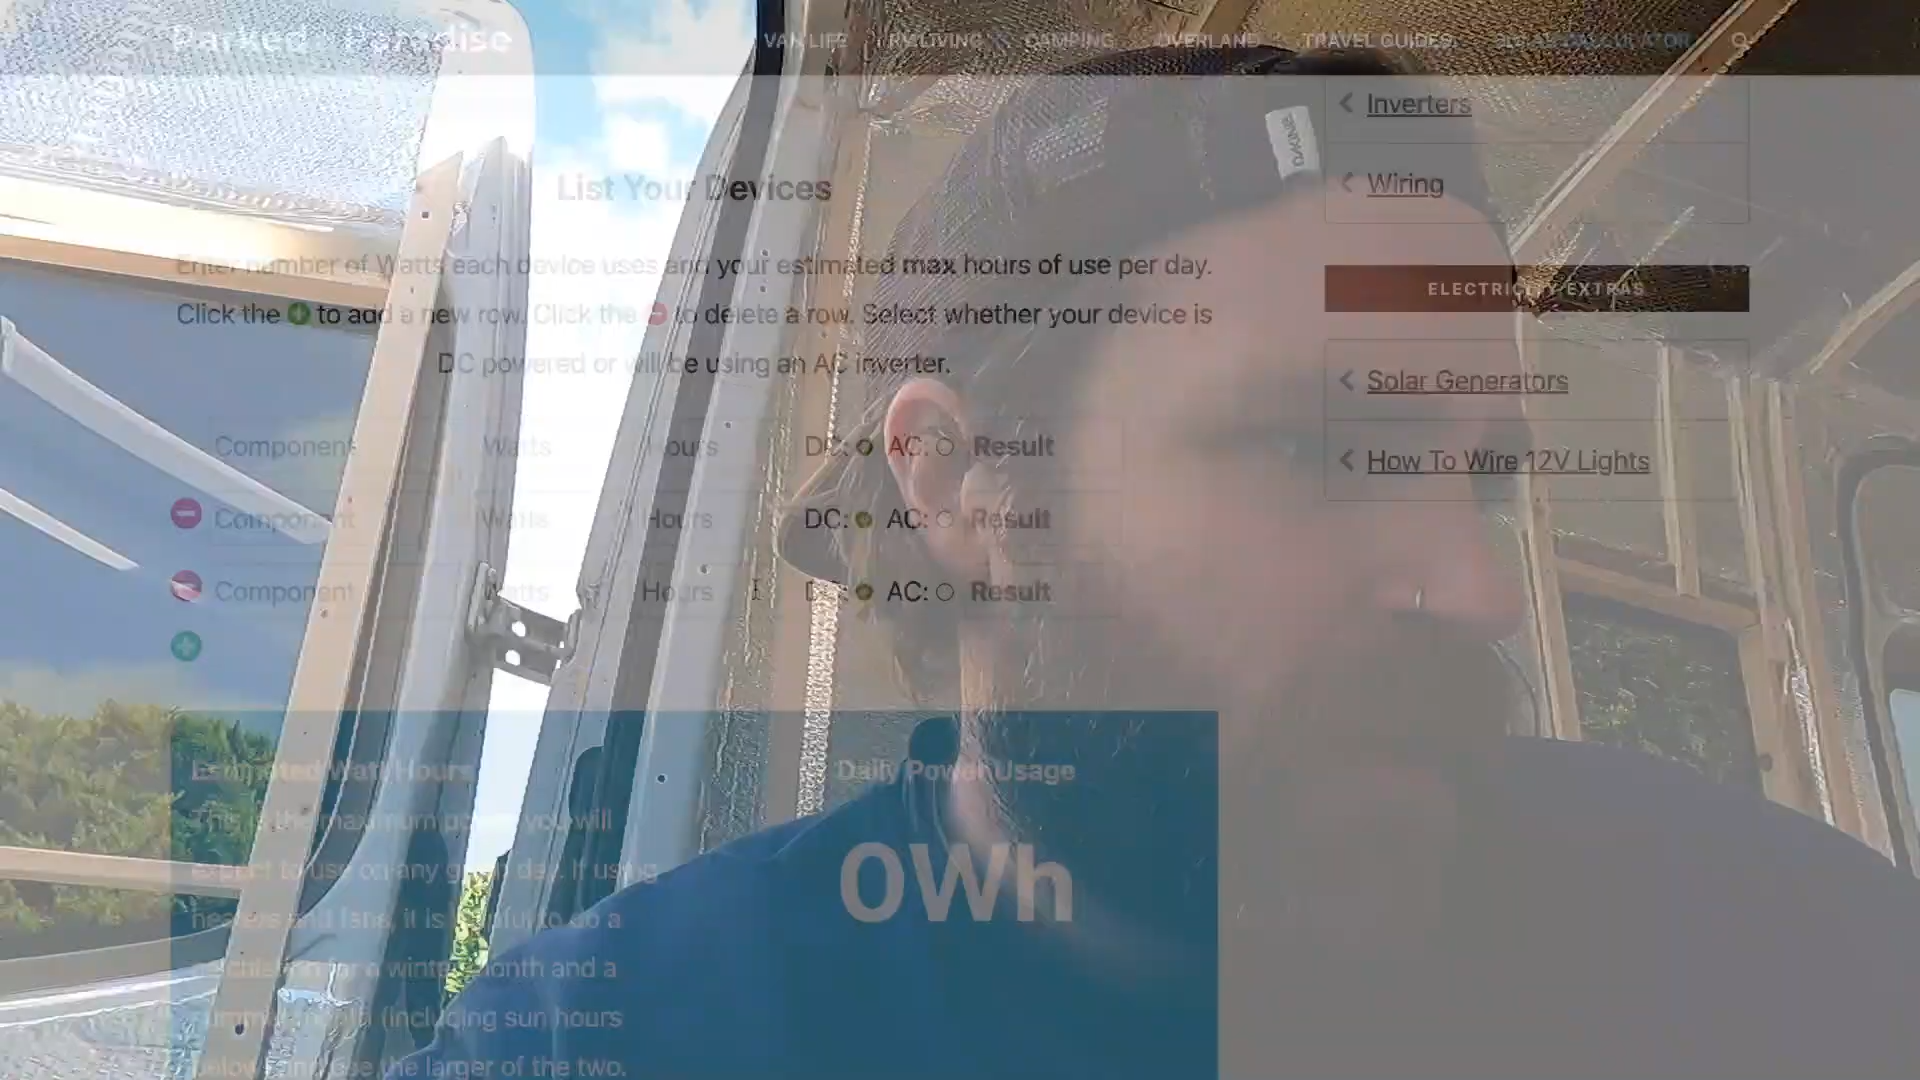 Parked In Paradise
VAN LIFE RV LIVING CAMPING OVERLAND TRAVEL GUIDES SOLAR CALCULATOR
Inverters
Wiring
ELECTRICITY EXTRAS
Solar Generators
How To Wire 12V Lights
List Your Devices
Enter number of Watts each device uses and your estimated max hours of use per day.
Click the to add a new row. Click the to delete a row. Select whether your device is
DC powered or will be using an AC inverter.
Component Watts Hours DC: AC: Result
Component Watts Hours DC: AC: Result
Component Watts Hours DC: AC: Result
Estimated Watt Hours
This is the maximum power you will
expect to use on any given day. If using
heaters and fans, it is helpful to do a
calculation for a winter month and a
summer month (including sun hours
below) and use the larger of the two.
Daily Power Usage
0Wh